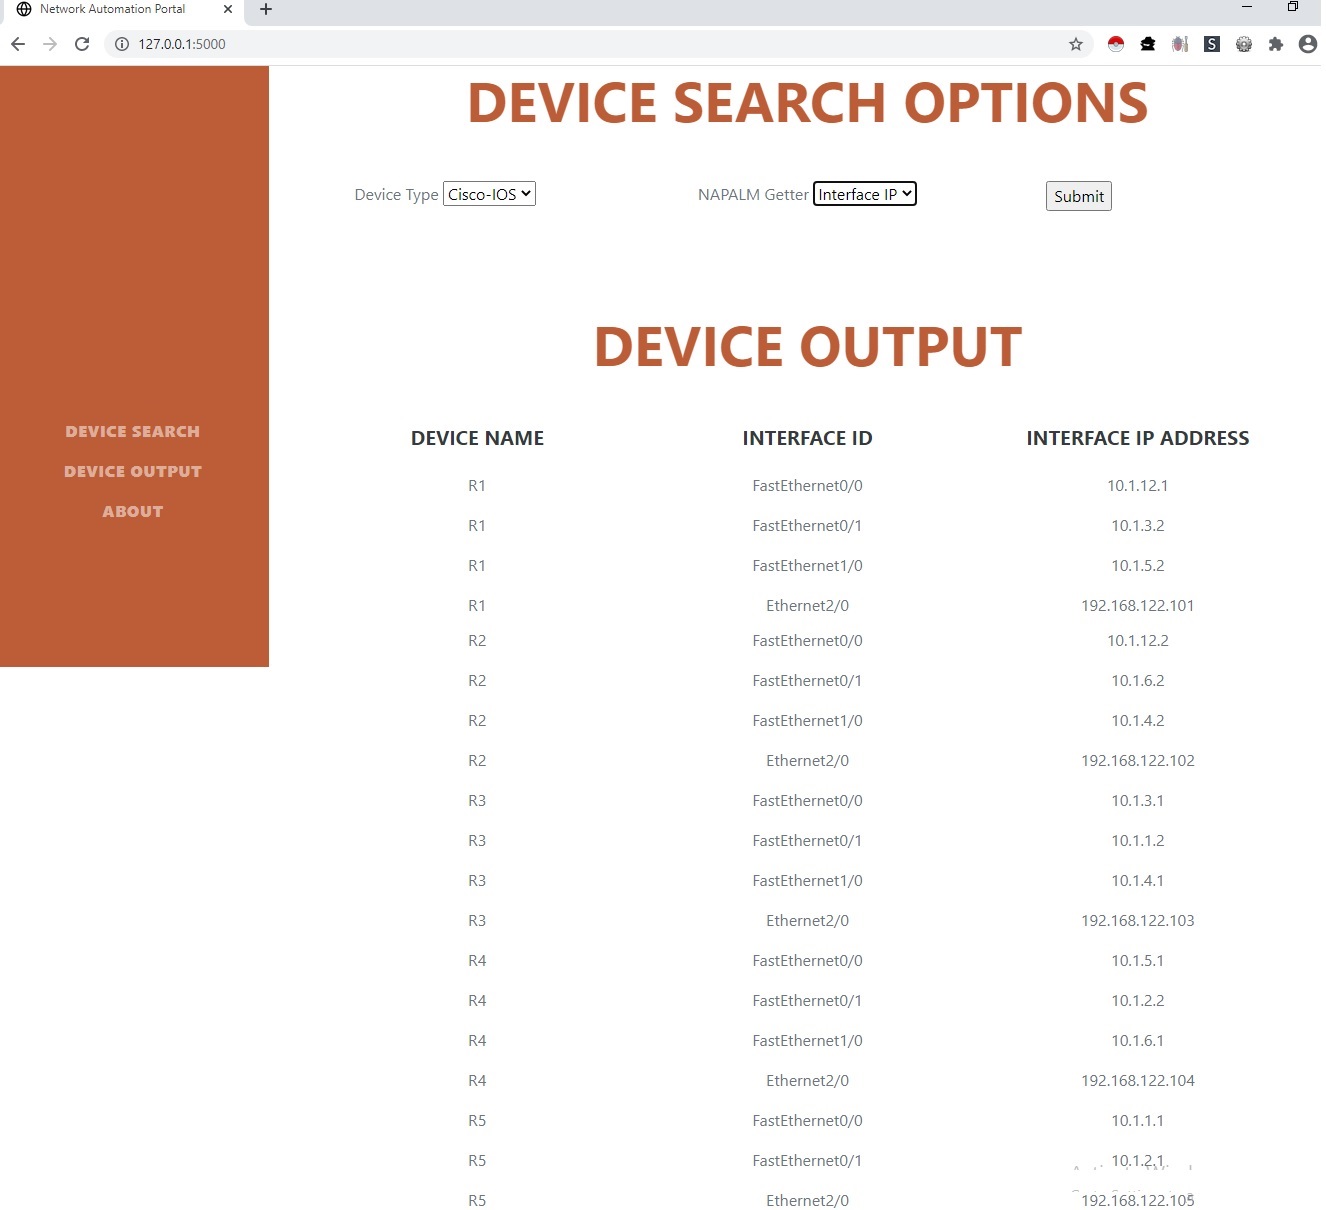 Network Automation Portal
127.0.0.1:5000
S
DEVICE SEARCH OPTIONS
Device Type Cisco-IOS NAPALM Getter Interface IP Submit
DEVICE OUTPUT
DEVICE SEARCH
DEVICE OUTPUT
ABOUT
DEVICE NAME INTERFACE ID INTERFACE IP ADDRESS
R1 FastEthernet0/0 10.1.12.1
R1 FastEthernet0/1 10.1.3.2
R1 FastEthernet1/0 10.1.5.2
R1 Ethernet2/0 192.168.122.101
R2 FastEthernet0/0 10.1.12.2
R2 FastEthernet0/1 10.1.6.2
R2 FastEthernet1/0 10.1.4.2
R2 Ethernet2/0 192.168.122.102
R3 FastEthernet0/0 10.1.3.1
R3 FastEthernet0/1 10.1.1.2
R3 FastEthernet1/0 10.1.4.1
R3 Ethernet2/0 192.168.122.103
R4 FastEthernet0/0 10.1.5.1
R4 FastEthernet0/1 10.1.2.2
R4 FastEthernet1/0 10.1.6.1
R4 Ethernet2/0 192.168.122.104
R5 FastEthernet0/0 10.1.1.1
R5 FastEthernet0/1 10.1.2.1
R5 Ethernet2/0 192.168.122.105